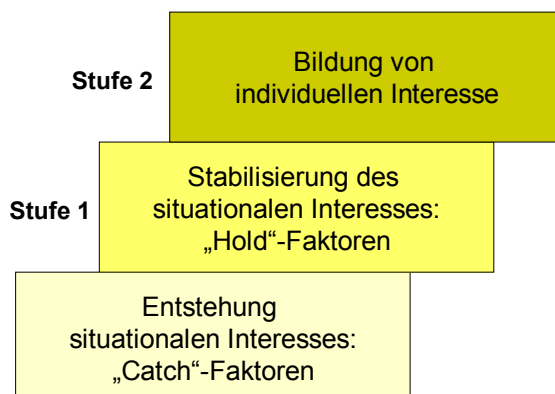 Stufe 2
Bildung von
individuellen Interesse
Stufe 1
Stabilisierung des
situationalen Interesses:
„Hold“-Faktoren
Entstehung
situationalen Interesses:
„Catch“-Faktoren